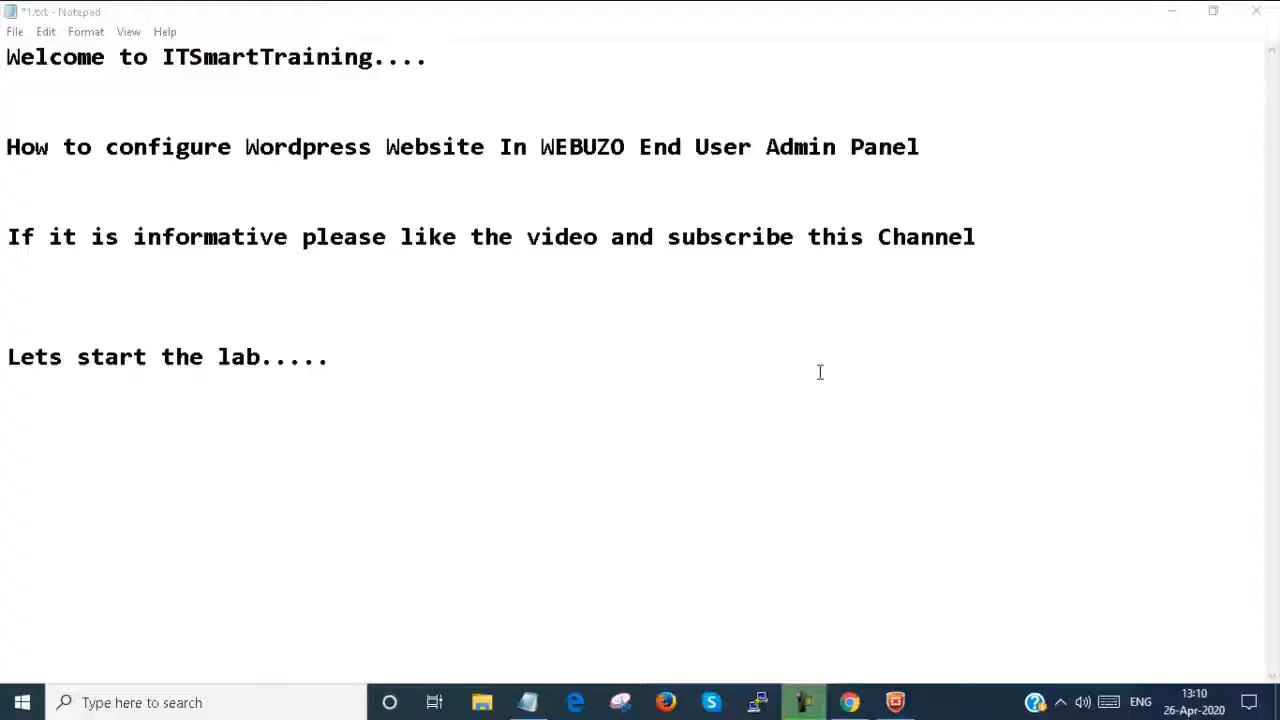 *1.txt - Notepad
File Edit Format View Help
Welcome to ITSmartTraining....
How to configure Wordpress Website In WEBUZO End User Admin Panel
If it is informative please like the video and subscribe this Channel
Lets start the lab.....
Type here to search
ENG
13:10
26-Apr-2020